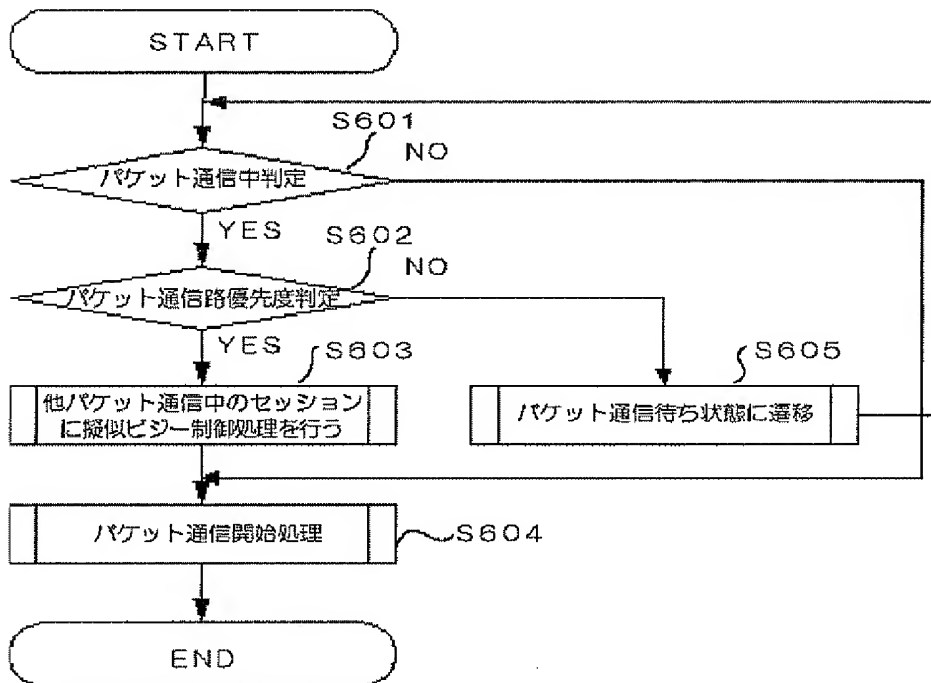 START
S601
NO
パケット通信中判定
YES
S602
NO
パケット通信路優先度判定
YES
S603
S605
他パケット通信中のセッション
に擬似ビジー制御処理を行う
パケット通信待ち状態に遷移
パケット通信開始処理
S604
END